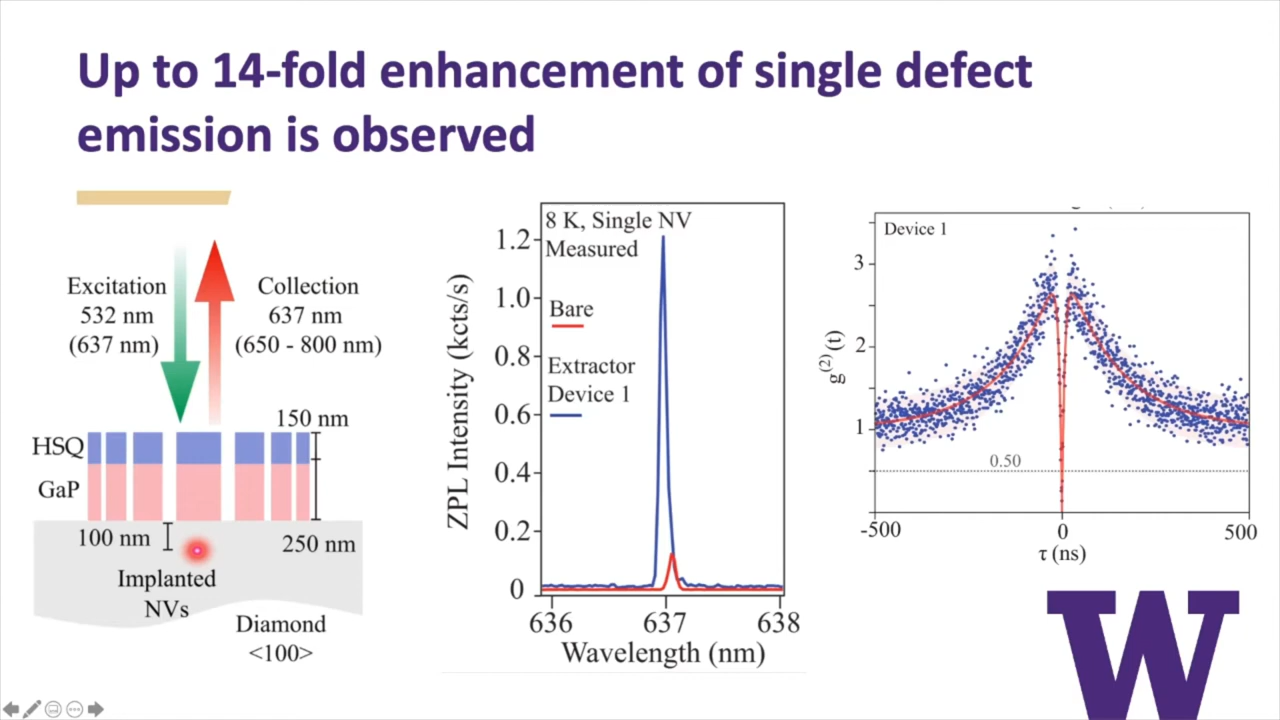 Up to 14-fold enhancement of single defect
emission is observed
Excitation
532 nm
(637 nm)
Collection
637 nm
(650 - 800 nm)
150 nm
HSQ
GaP
100 nm
250 nm
Implanted
NVs
Diamond
<100>
8 K, Single NV
Measured
Bare
Extractor
Device 1
ZPL Intensity (kcts/s)
1.2
1.0
0.8
0.6
0.4
0.2
0
636
637
638
Wavelength (nm)
Device 1
g(2)(t)
3
2
1
0.50
-500
0
500
τ (ns)
W